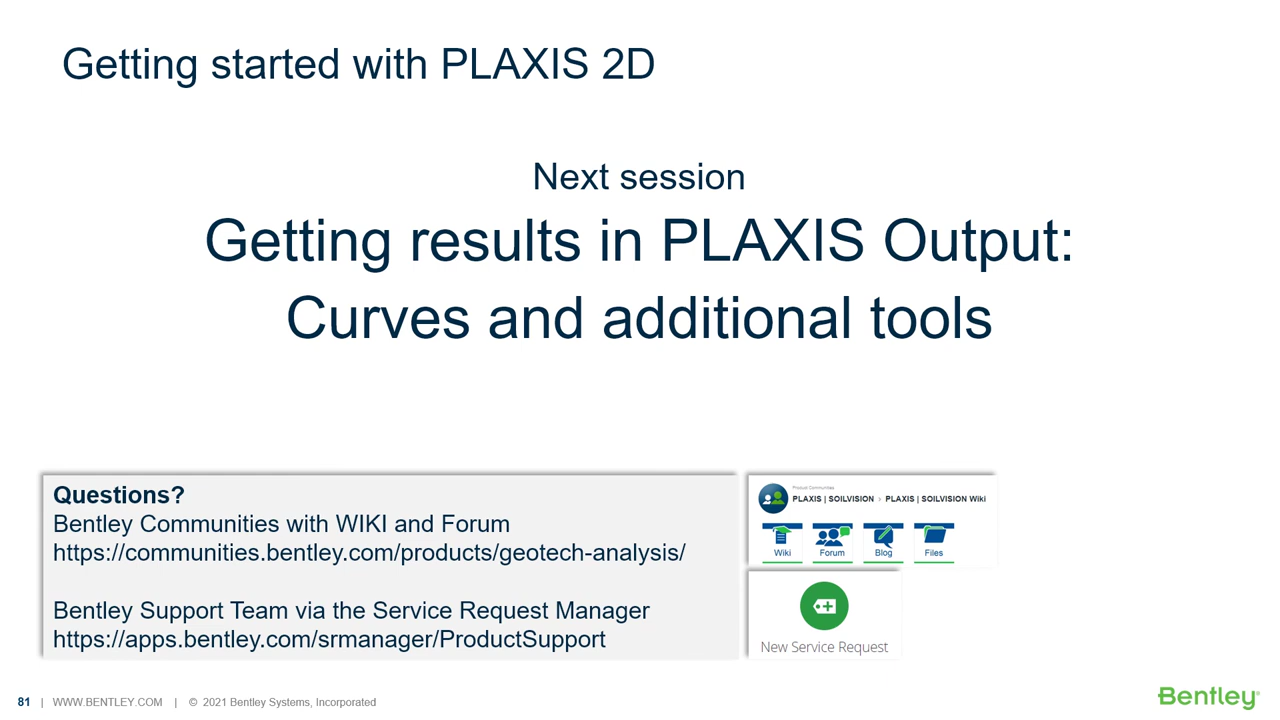 Getting started with PLAXIS 2D
Next session
Getting results in PLAXIS Output:
Curves and additional tools
Questions?
Bentley Communities with WIKI and Forum
https://communities.bentley.com/products/geotech-analysis/
Bentley Support Team via the Service Request Manager
https://apps.bentley.com/srmanager/ProductSupport
Product Communities
PLAXIS | SOILVISION > PLAXIS | SOILVISION Wiki
Wiki Forum Blog Files
New Service Request
81 | WWW.BENTLEY.COM | © 2021 Bentley Systems, Incorporated
Bentley®